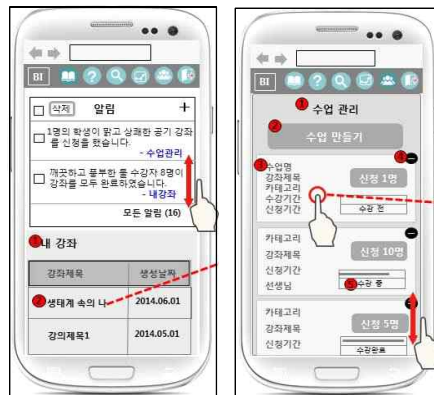 BI
삭제 알림 +
1명의 학생이 맑고 상쾌한 공기 강좌
를 신청을 했습니다.
- 수업관리
깨끗하고 풍부한 물 수강자 8명이
강좌를 모두 완료하였습니다.
- 내강좌
모든 알림 (16)
1 내 강좌
강좌제목 생성날짜
2 생태계 속의 나 2014.06.01
강의제목1 2014.05.01
BI
1 수업 관리
2 수업 만들기
3 수업명
강좌제목
카테고리
수강기간
신청기간
신청 1명
수강 전
카테고리
강좌제목
신청기간
선생님
신청 10명
수강 중
카테고리
강좌제목
신청기간
신청 5명
수강완료